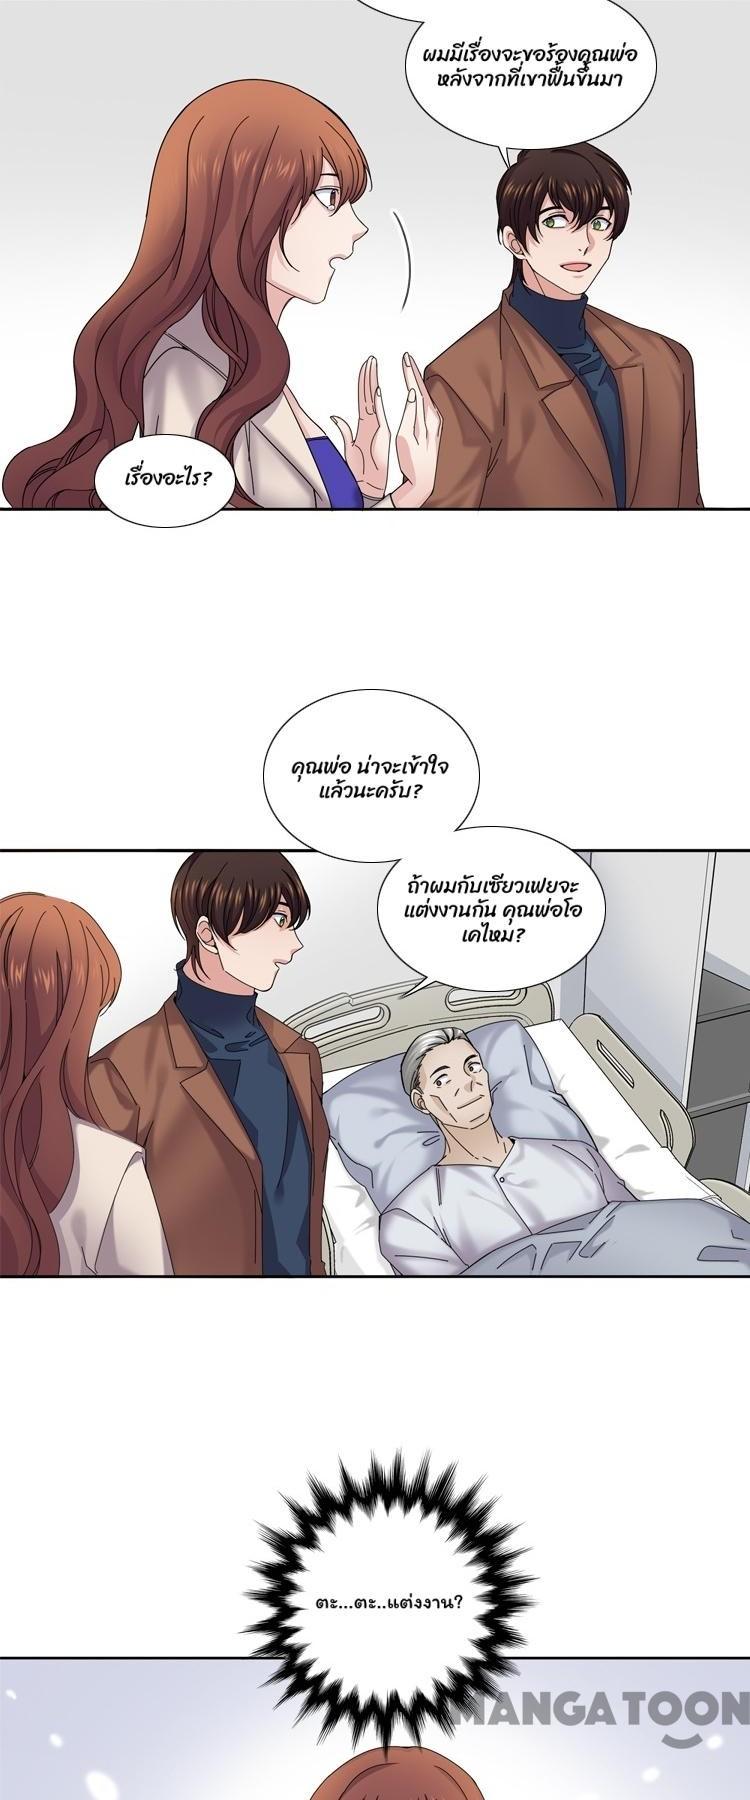 ผมมีเรื่องจะขอร้องคุณพ่อ
หลังจากที่เขาฟื้นขึ้นมา
เรื่องอะไร?
คุณพ่อ น่าจะเข้าใจ
แล้วนะครับ?
ถ้าผมกับเซียวเฟยจะ
แต่งงานกัน คุณพ่อโอ
เคไหม?
ตะ...ตะ..แต่งงาน?
MANGATOON